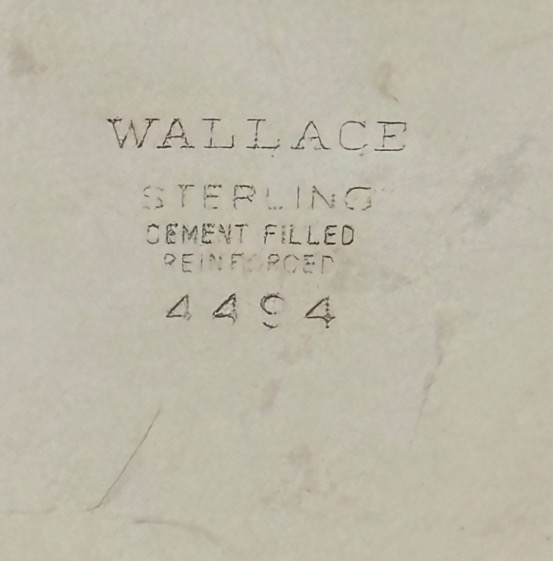 WALLACE
STERLING
CEMENT FILLED
REINFORCED
4494